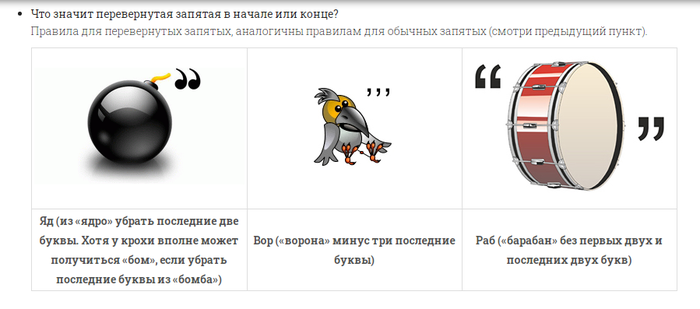 Что значит перевернутая запятая в начале или конце?
Правила для перевернутых запятых, аналогичны правилам для обычных запятых (смотри предыдущий пункт).
”
,,,
“
”
Яд (из «ядро» убрать последние две
буквы. Хотя у крохи вполне может
получиться «бом», если убрать
последние буквы из «бомба»)
Вор («ворона» минус три последние
буквы)
Раб («барабан» без первых двух и
последних двух букв)